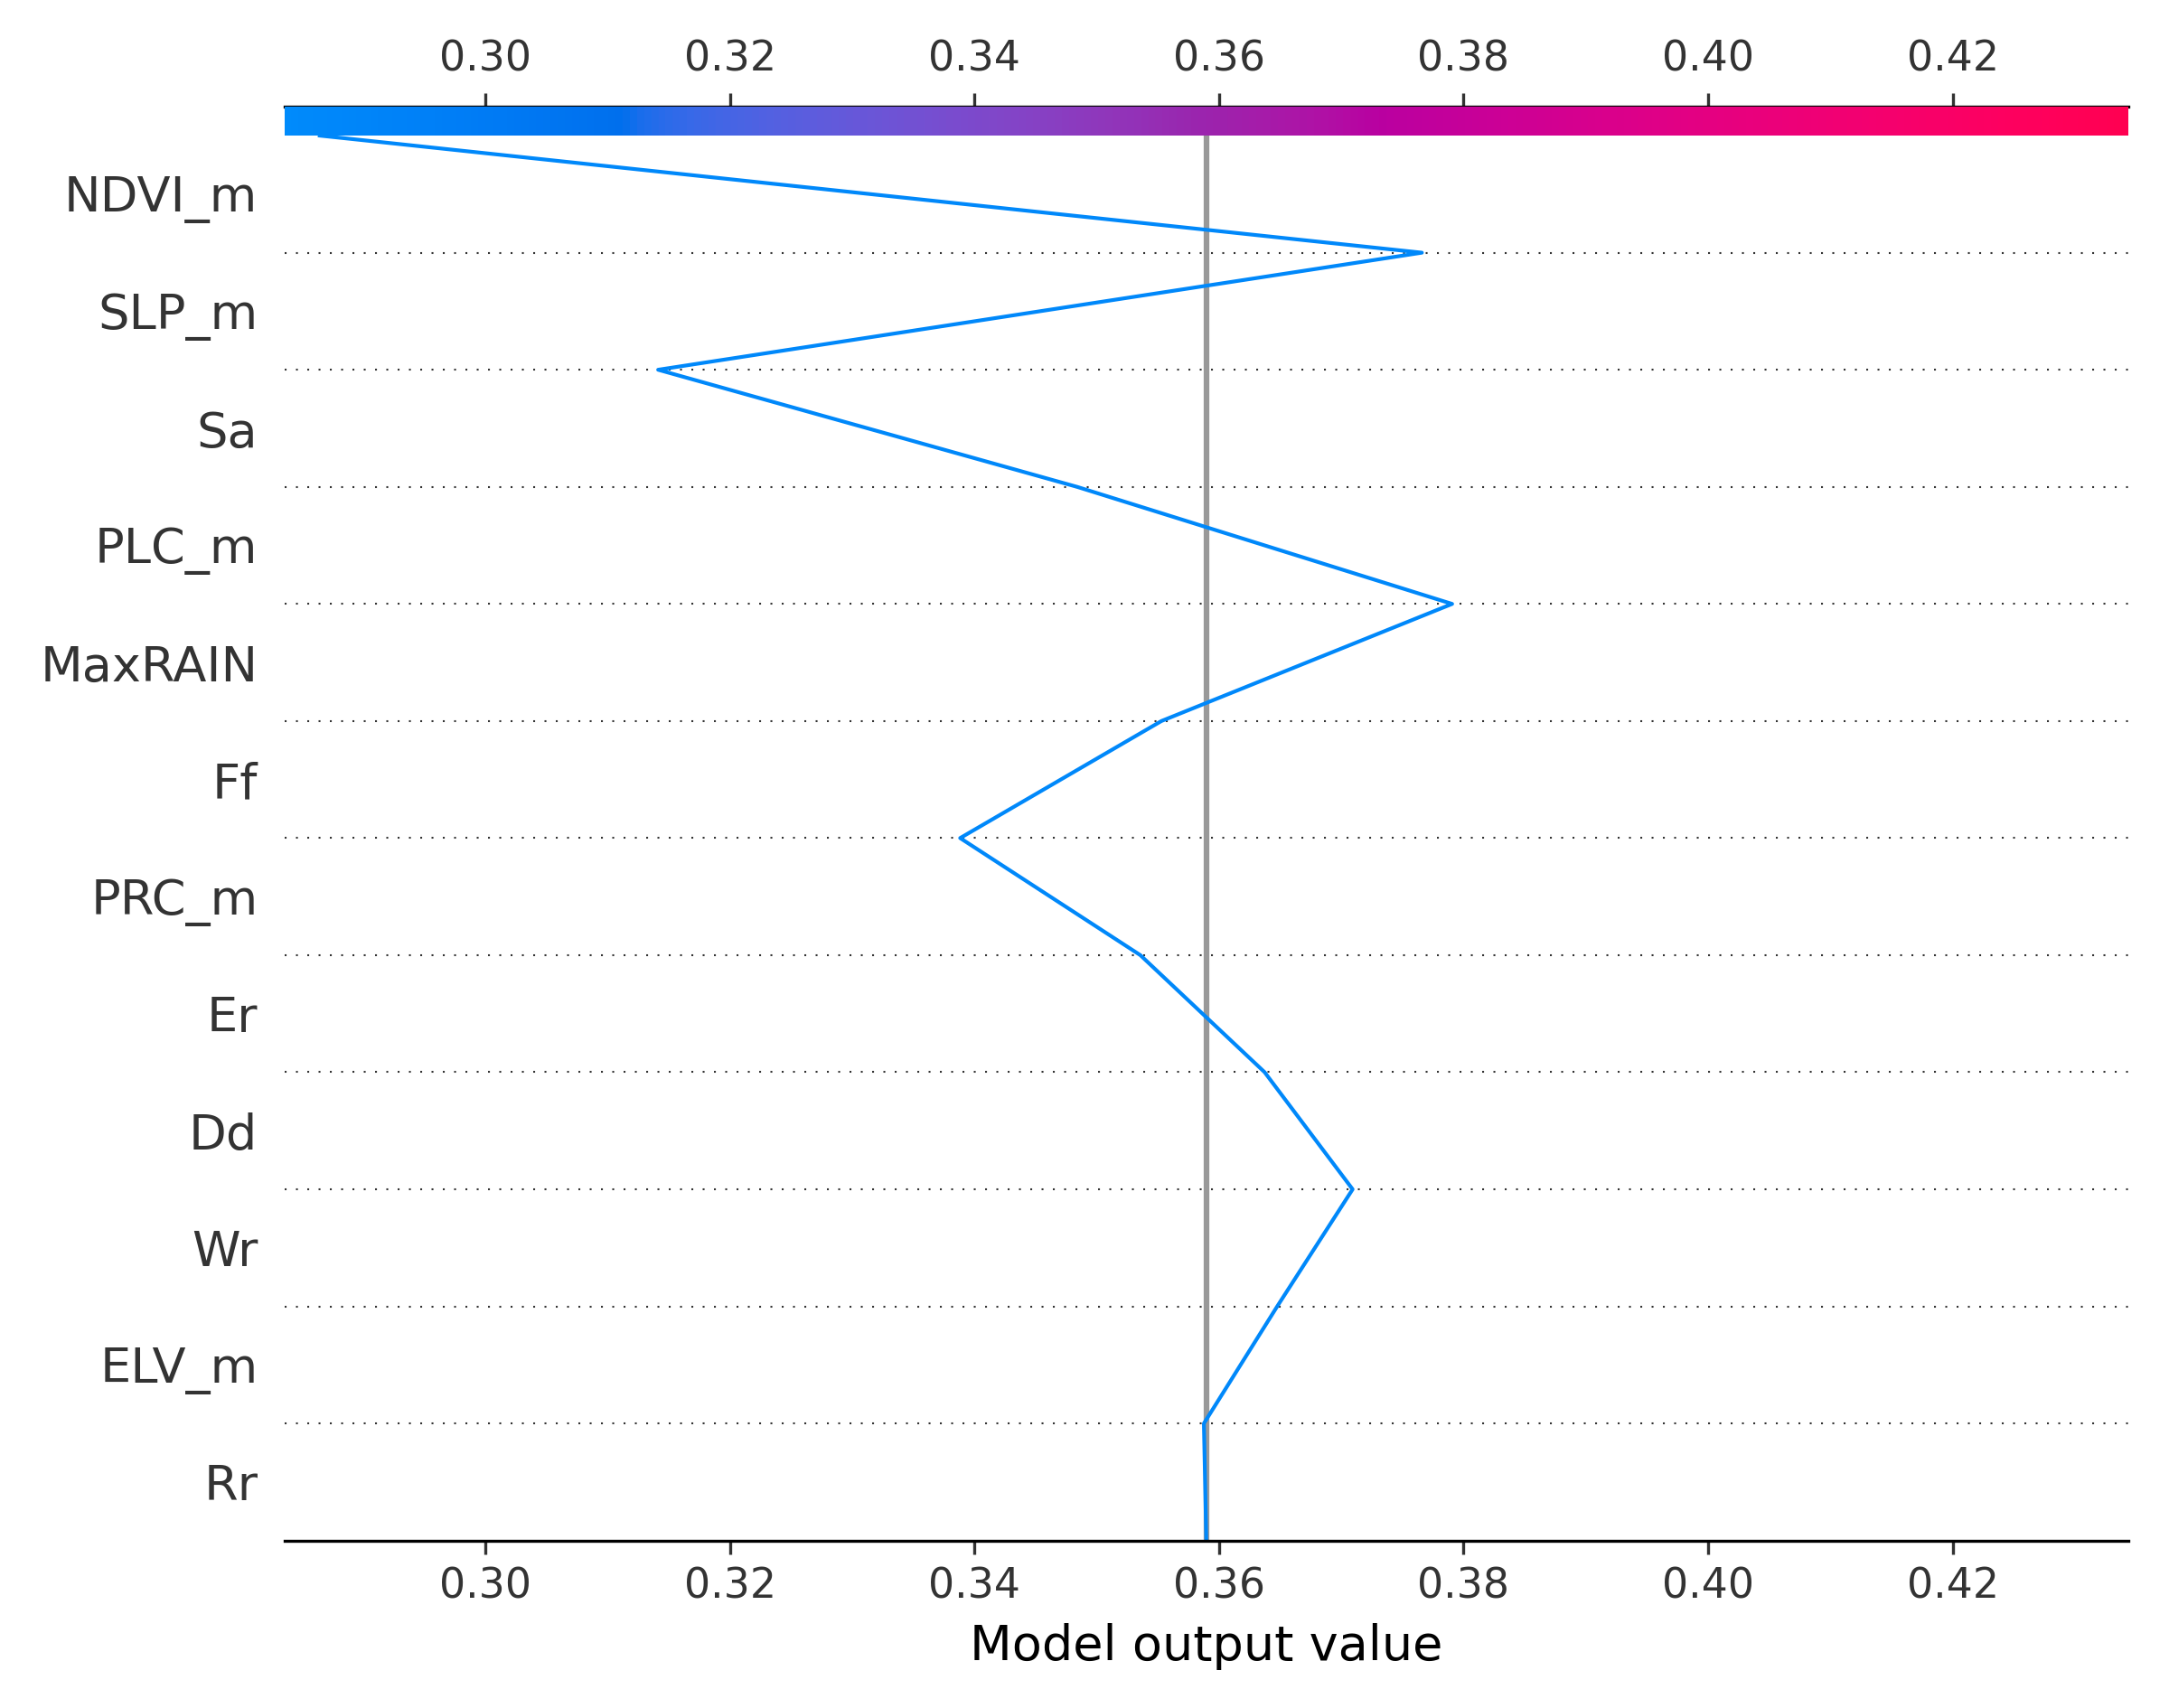 0.30 0.32 0.34 0.36 0.38 0.40 0.42
NDVI_m
SLP_m
Sa
PLC_m
MaxRAIN
Ff
PRC_m
Er
Dd
Wr
ELV_m
Rr
0.30 0.32 0.34 0.36 0.38 0.40 0.42
Model output value